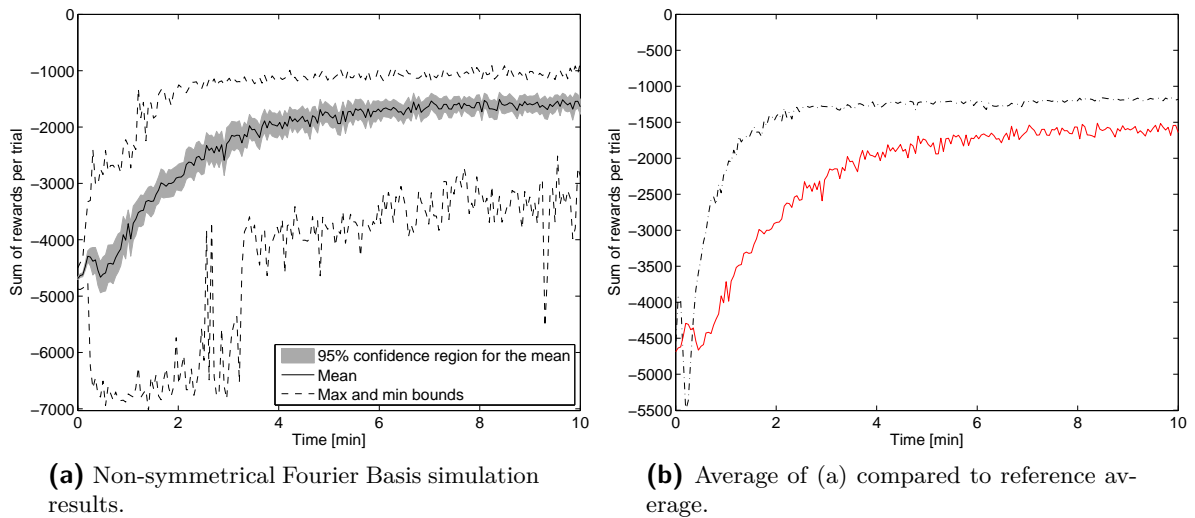 0
−1000
−2000
−3000
−4000
−5000
−6000
−7000
Sum of rewards per trial
0 2 4 6 8 10
Time [min]
95% confidence region for the mean
Mean
Max and min bounds
0
−500
−1000
−1500
−2000
−2500
−3000
−3500
−4000
−4500
−5000
−5500
Sum of rewards per trial
0 2 4 6 8 10
Time [min]
(a) Non-symmetrical Fourier Basis simulation
results.
(b) Average of (a) compared to reference av-
erage.